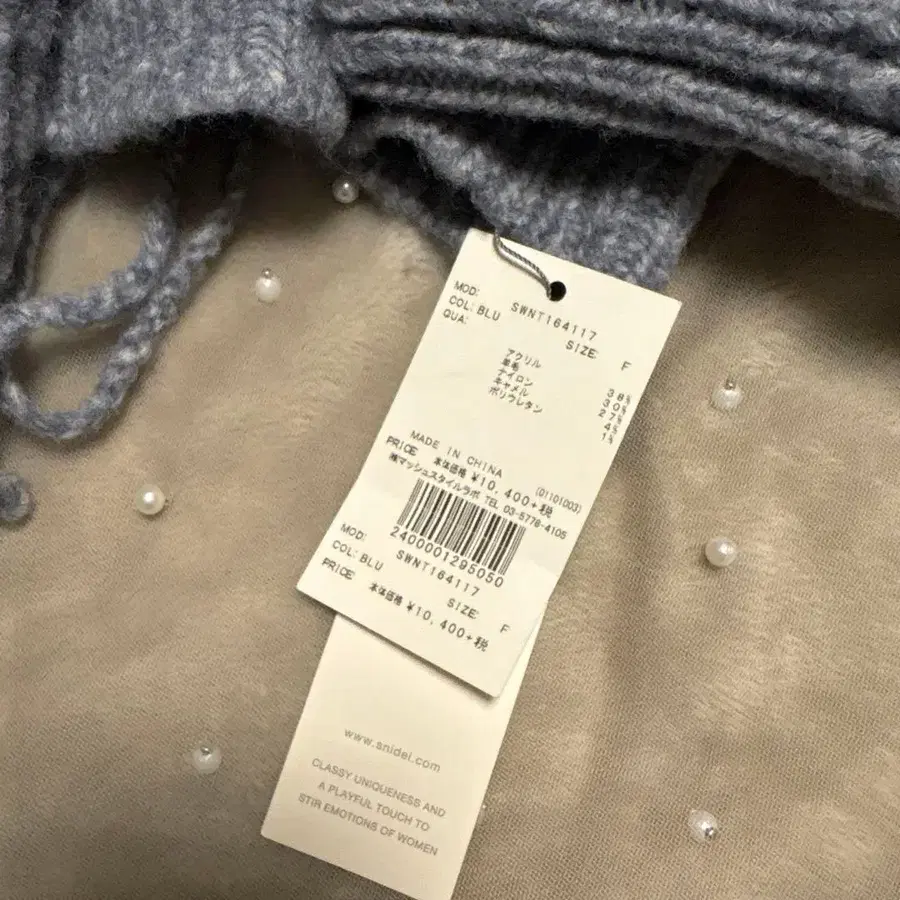 MOD: SWNT164117
COL: BLU SIZE: F
QUA:
アクリル 38%
羊毛 30%
ナイロン 27%
キャメル 4%
ポリウレタン 1%
MADE IN CHINA (01101003)
PRICE 本体価格 ¥10,400+税
㈱マッシュスタイルラボ TEL 03-5778-4105
2400001295050
MOD: SWNT164117
COL: BLU SIZE: F
PRICE: 本体価格 ¥10,400+税
www.snidel.com
CLASSY UNIQUENESS AND
A PLAYFUL TOUCH TO
STIR EMOTIONS OF WOMEN